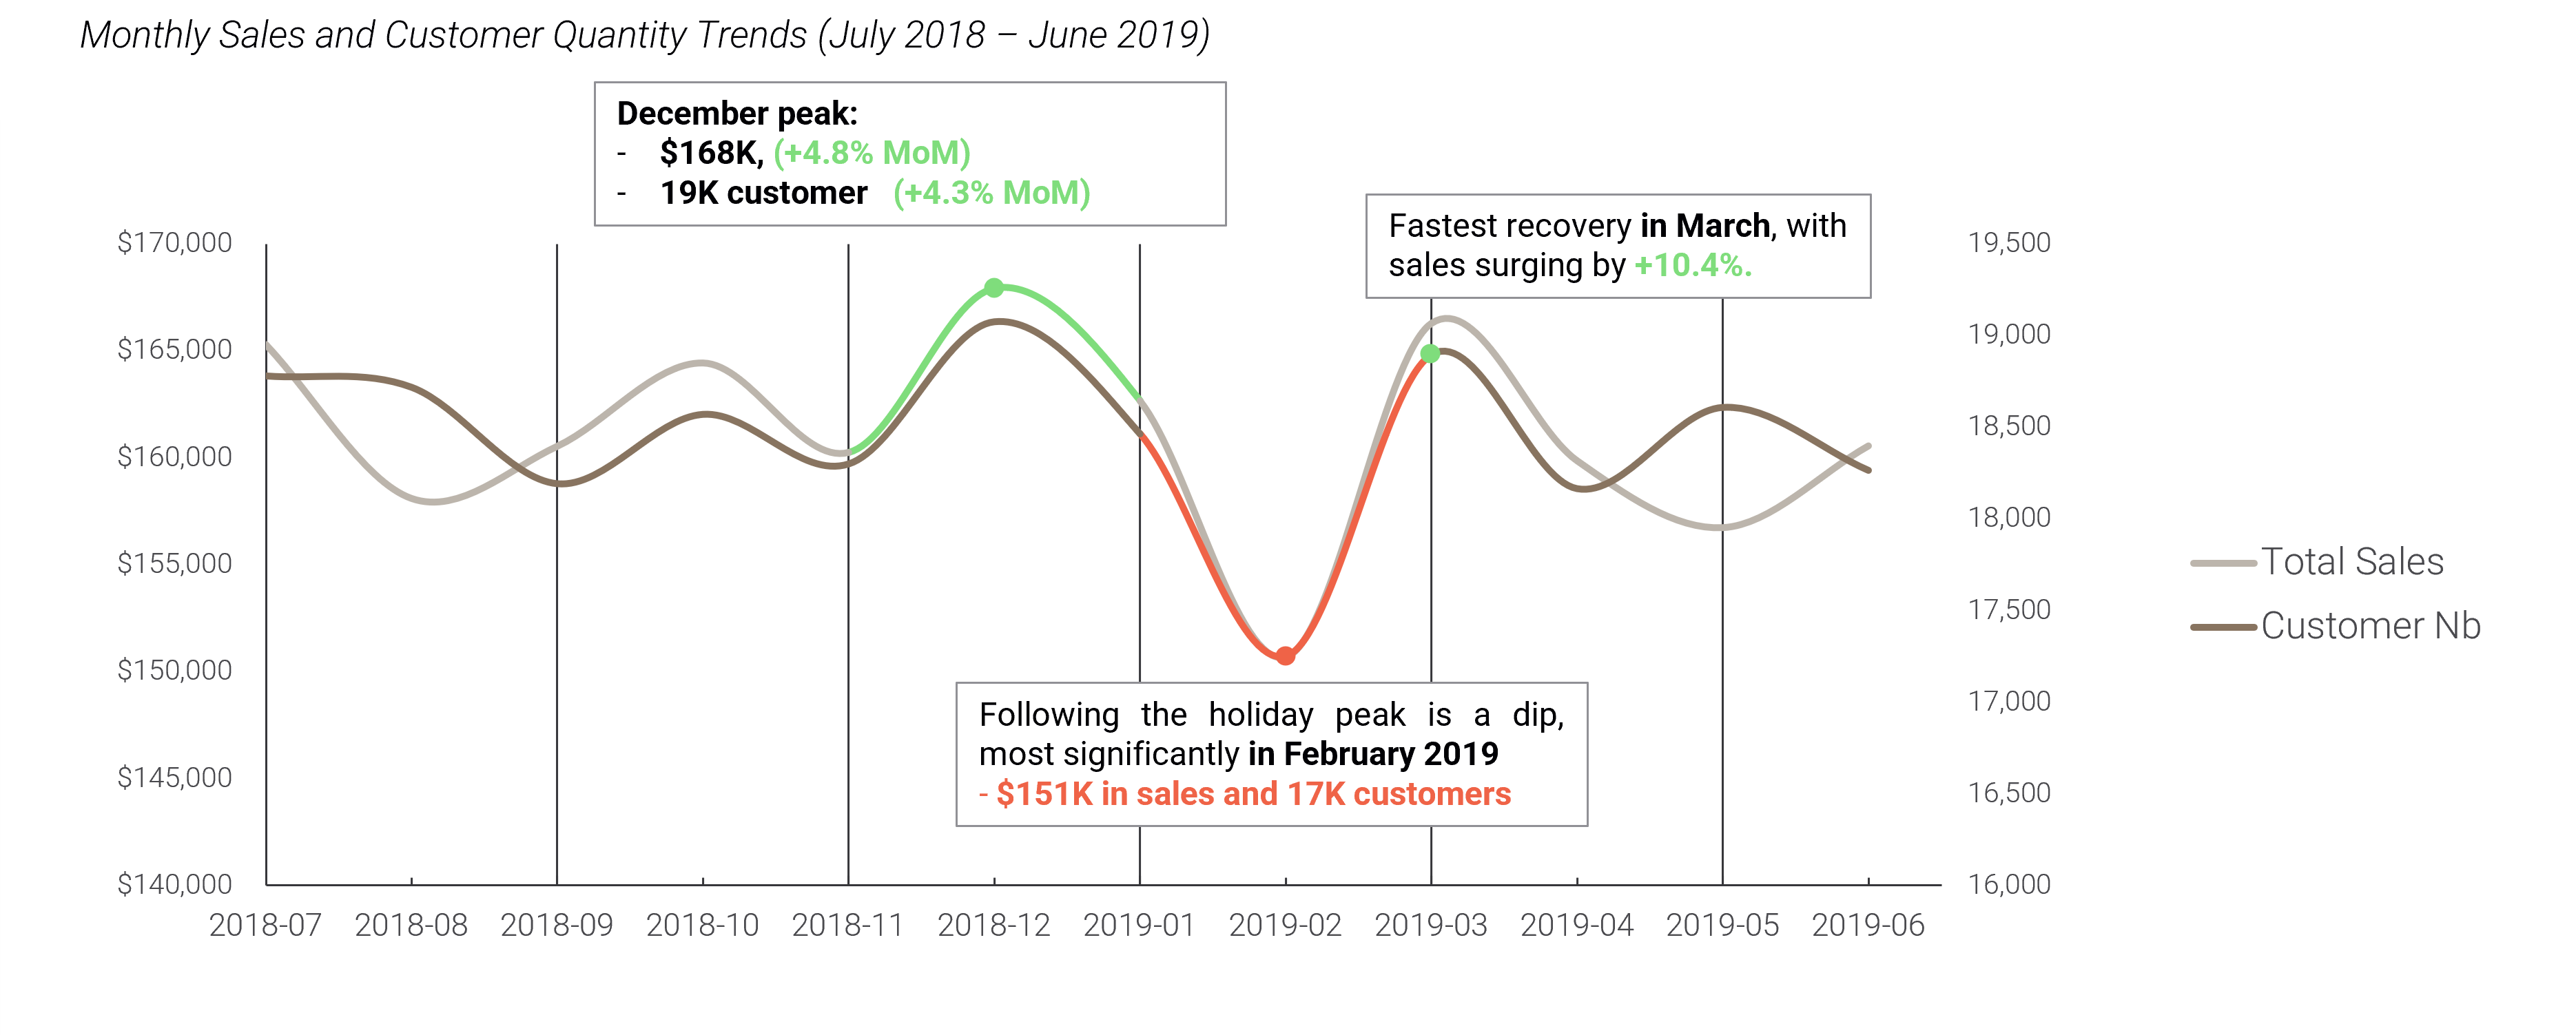 Monthly Sales and Customer Quantity Trends (July 2018 – June 2019)
December peak:
- $168K, (+4.8% MoM)
- 19K customer (+4.3% MoM)
Fastest recovery in March, with
sales surging by +10.4%.
$170,000
$165,000
$160,000
$155,000
$150,000
$145,000
$140,000
19,500
19,000
18,500
18,000
17,500
17,000
16,500
16,000
Following the holiday peak is a dip,
most significantly in February 2019
- $151K in sales and 17K customers
2018-07 2018-08 2018-09 2018-10 2018-11 2018-12 2019-01 2019-02 2019-03 2019-04 2019-05 2019-06
Total Sales
Customer Nb